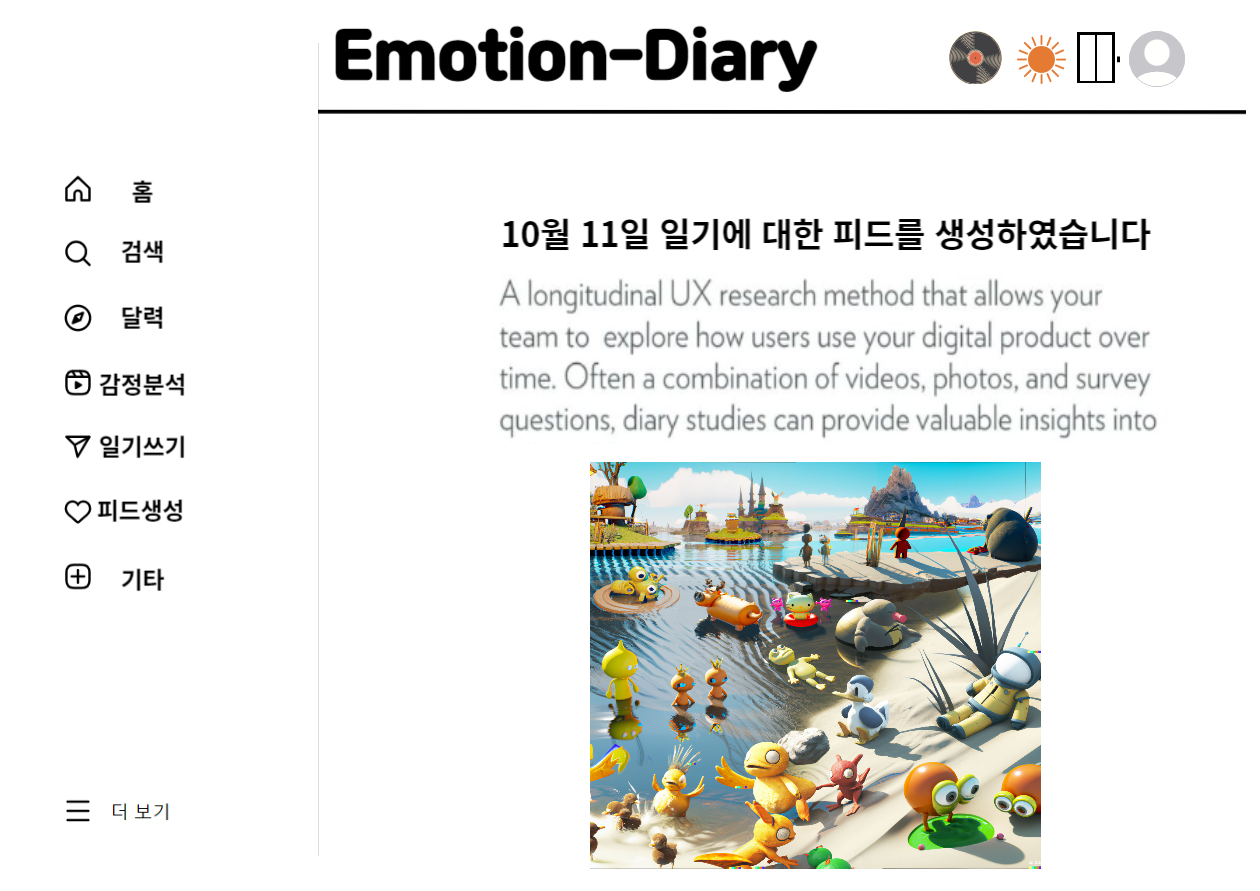 Emotion-Diary
홈
검색
달력
감정분석
일기쓰기
피드생성
기타
더 보기
10월 11일 일기에 대한 피드를 생성하였습니다
A longitudinal UX research method that allows your
team to explore how users use your digital product over
time. Often a combination of videos, photos, and survey
questions, diary studies can provide valuable insights into